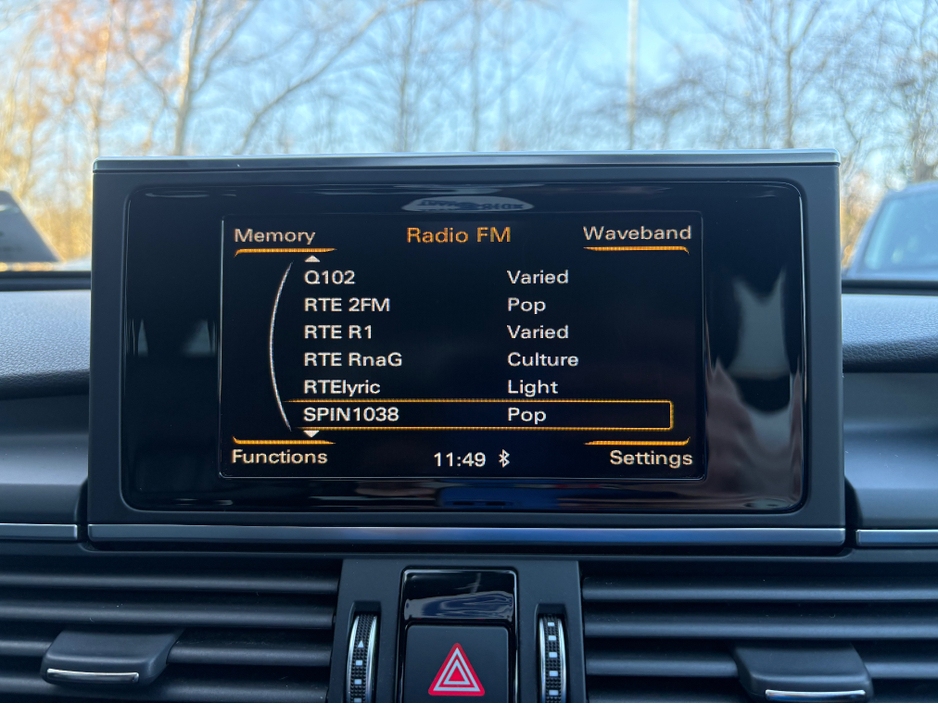 Memory Radio FM Waveband
Q102 Varied
RTE 2FM Pop
RTE R1 Varied
RTE RnaG Culture
RTElyric Light
SPIN1038 Pop
Functions 11:49 Settings